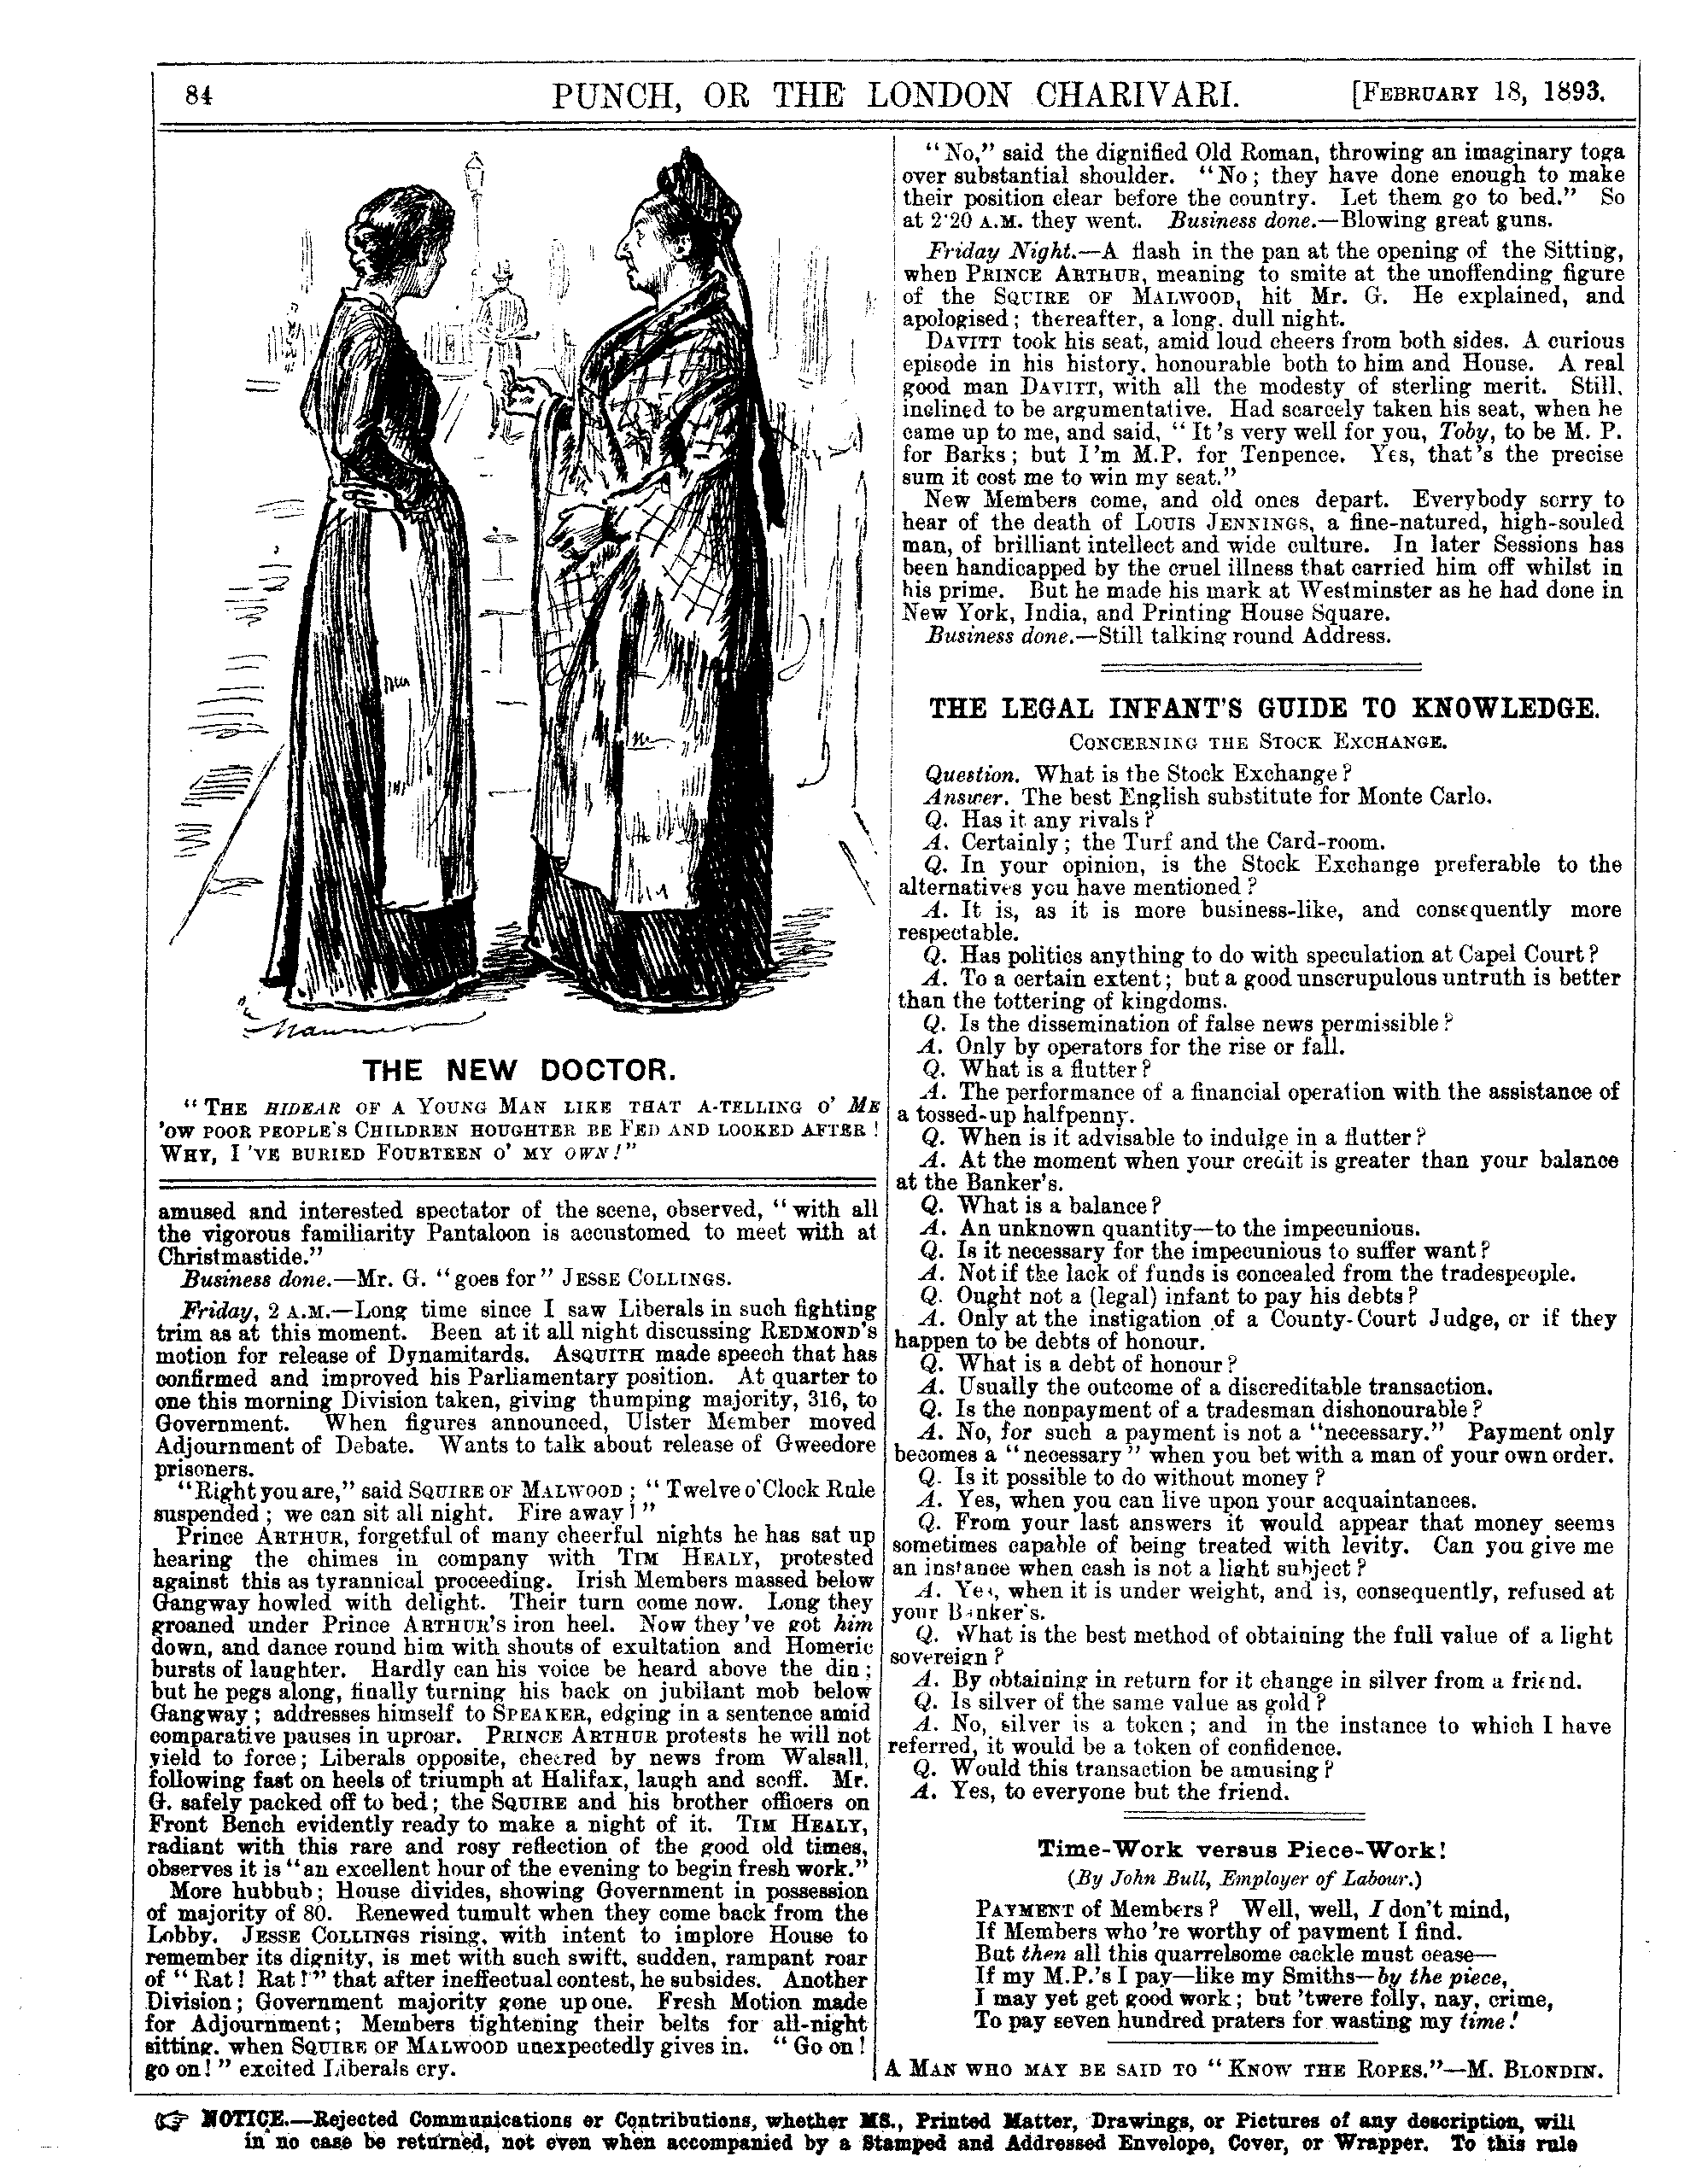 84
PUNCH, OR THE LONDON CHARIVARI.
[FEBRUARY 18, 1893.
THE NEW DOCTOR.
"THE HIDEAR OF A YOUNG MAN LIKE THAT A-TELLING O' ME
'OW POOR PEOPLE'S CHILDREN HOUGHTER BE FED AND LOOKED AFTER!
WHY, I'VE BURIED FOURTEEN O' MY OWN!"
amused and interested spectator of the scene, observed, "with all
the vigorous familiarity Pantaloon is accustomed to meet with at
Christmastide."
Business done.—Mr. G. "goes for" JESSE COLLINGS.
Friday, 2 A.M.—Long time since I saw Liberals in such fighting
trim as at this moment. Been at it all night discussing REDMOND'S
motion for release of Dynamitards. ASQUITH made speech that has
confirmed and improved his Parliamentary position. At quarter to
one this morning Division taken, giving thumping majority, 316, to
Government. When figures announced, Ulster Member moved
Adjournment of Debate. Wants to talk about release of Gweedore
prisoners.
"Right you are," said SQUIRE OF MALWOOD; "Twelve o'Clock Rule
suspended; we can sit all night. Fire away!"
Prince ARTHUR, forgetful of many cheerful nights he has sat up
hearing the chimes in company with TIM HEALY, protested
against this as tyrannical proceeding. Irish Members massed below
Gangway howled with delight. Their turn come now. Long they
groaned under Prince ARTHUR'S iron heel. Now they've got him
down, and dance round him with shouts of exultation and Homeric
bursts of laughter. Hardly can his voice be heard above the din;
but he pegs along, finally turning his back on jubilant mob below
Gangway; addresses himself to SPEAKER, edging in a sentence amid
comparative pauses in uproar. PRINCE ARTHUR protests he will not
yield to force; Liberals opposite, cheered by news from Walsall,
following fast on heels of triumph at Halifax, laugh and scoff. Mr.
G. safely packed off to bed; the SQUIRE and his brother officers on
Front Bench evidently ready to make a night of it. TIM HEALY,
radiant with this rare and rosy reflection of the good old times,
observes it is "an excellent hour of the evening to begin fresh work."
More hubbub; House divides, showing Government in possession
of majority of 80. Renewed tumult when they come back from the
Lobby. JESSE COLLINGS rising, with intent to implore House to
remember its dignity, is met with such swift, sudden, rampant roar
of "Rat! Rat!" that after ineffectual contest, he subsides. Another
Division; Government majority gone up one. Fresh Motion made
for Adjournment; Members tightening their belts for all-night
sitting, when SQUIRE OF MALWOOD unexpectedly gives in. "Go on!
go on!" excited Liberals cry.
"No," said the dignified Old Roman, throwing an imaginary toga
over substantial shoulder. "No; they have done enough to make
their position clear before the country. Let them go to bed." So
at 2·20 A.M. they went. Business done.—Blowing great guns.
Friday Night.—A flash in the pan at the opening of the Sitting,
when PRINCE ARTHUR, meaning to smite at the unoffending figure
of the SQUIRE OF MALWOOD, hit Mr. G. He explained, and
apologised; thereafter, a long, dull night.
DAVITT took his seat, amid loud cheers from both sides. A curious
episode in his history, honourable both to him and House. A real
good man DAVITT, with all the modesty of sterling merit. Still,
inclined to be argumentative. Had scarcely taken his seat, when he
came up to me, and said, "It's very well for you, Toby, to be M. P.
for Barks; but I'm M.P. for Tenpence. Yes, that's the precise
sum it cost me to win my seat."
New Members come, and old ones depart. Everybody sorry to
hear of the death of LOUIS JENNINGS, a fine-natured, high-souled
man, of brilliant intellect and wide culture. In later Sessions has
been handicapped by the cruel illness that carried him off whilst in
his prime. But he made his mark at Westminster as he had done in
New York, India, and Printing House Square.
Business done.—Still talking round Address.
THE LEGAL INFANT'S GUIDE TO KNOWLEDGE.
CONCERNING THE STOCK EXCHANGE.
Question. What is the Stock Exchange?
Answer. The best English substitute for Monte Carlo.
Q. Has it any rivals?
A. Certainly; the Turf and the Card-room.
Q. In your opinion, is the Stock Exchange preferable to the
alternatives you have mentioned?
A. It is, as it is more business-like, and consequently more
respectable.
Q. Has politics anything to do with speculation at Capel Court?
A. To a certain extent; but a good unscrupulous untruth is better
than the tottering of kingdoms.
Q. Is the dissemination of false news permissible?
A. Only by operators for the rise or fall.
Q. What is a flutter?
A. The performance of a financial operation with the assistance of
a tossed-up halfpenny.
Q. When is it advisable to indulge in a flutter?
A. At the moment when your credit is greater than your balance
at the Banker's.
Q. What is a balance?
A. An unknown quantity—to the impecunious.
Q. Is it necessary for the impecunious to suffer want?
A. Not if the lack of funds is concealed from the tradespeople.
Q. Ought not a (legal) infant to pay his debts?
A. Only at the instigation of a County-Court Judge, or if they
happen to be debts of honour.
Q. What is a debt of honour?
A. Usually the outcome of a discreditable transaction.
Q. Is the nonpayment of a tradesman dishonourable?
A. No, for such a payment is not a "necessary." Payment only
becomes a "necessary" when you bet with a man of your own order.
Q. Is it possible to do without money?
A. Yes, when you can live upon your acquaintances.
Q. From your last answers it would appear that money seems
sometimes capable of being treated with levity. Can you give me
an instance when cash is not a light subject?
A. Yes, when it is under weight, and is, consequently, refused at
your Banker's.
Q. What is the best method of obtaining the full value of a light
sovereign?
A. By obtaining in return for it change in silver from a friend.
Q. Is silver of the same value as gold?
A. No, silver is a token; and in the instance to which I have
referred, it would be a token of confidence.
Q. Would this transaction be amusing?
A. Yes, to everyone but the friend.
Time-Work versus Piece-Work!
(By John Bull, Employer of Labour.)
PAYMENT of Members? Well, well, I don't mind,
If Members who're worthy of payment I find.
But then all this quarrelsome cackle must cease—
If my M.P.'s I pay—like my Smiths—by the piece,
I may yet get good work; but 'twere folly, nay, crime,
To pay seven hundred praters for wasting my time!
A MAN WHO MAY BE SAID TO "KNOW THE ROPES."—M. BLONDIN.
☞ NOTICE.—Rejected Communications or Contributions, whether MS., Printed Matter, Drawings, or Pictures of any description, will
in no case be returned, not even when accompanied by a Stamped and Addressed Envelope, Cover, or Wrapper. To this rule